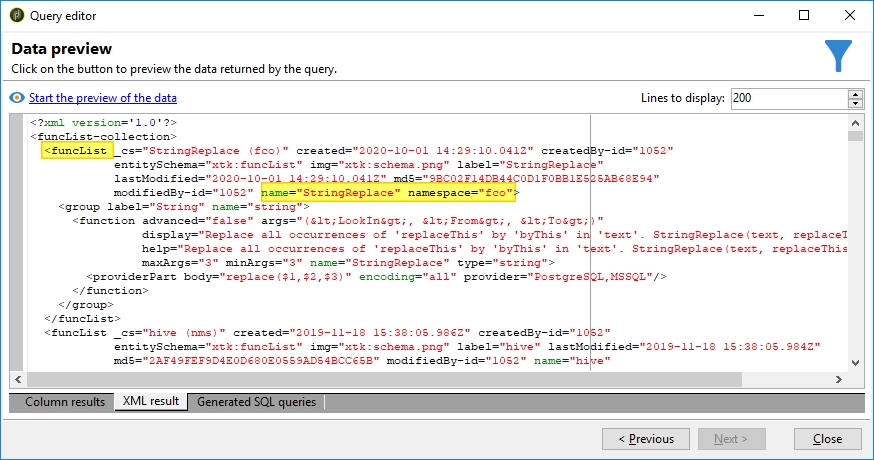 Query editor
Data preview
Click on the button to preview the data returned by the query.
Start the preview of the data
Lines to display: 200
<?xml version='1.0'?>
<funcList-collection>
<funcList _cs="StringReplace (fco)" created="2020-10-01 14:29:10.041Z" createdBy-id="1052"
entitySchema="xtk:funcList" img="xtk:schema.png" label="StringReplace"
lastModified="2020-10-01 14:29:10.041Z" md5="9BC02F14DB44C0D1F0BB1E525AB68E94"
modifiedBy-id="1052" name="StringReplace" namespace="fco">
<group label="String" name="string">
<function advanced="false" args="(&lt;LookIn&gt;, &lt;From&gt;, &lt;To&gt;)"
display="Replace all occurrences of 'replaceThis' by 'byThis' in 'text'. StringReplace(text, replaceT
help="Replace all occurrences of 'replaceThis' by 'byThis' in 'text'. StringReplace(text, replaceThis
maxArgs="3" minArgs="3" name="StringReplace" type="string">
<providerPart body="replace($1,$2,$3)" encoding="all" provider="PostgreSQL,MSSQL"/>
</function>
</group>
</funcList>
<funcList _cs="hive (nms)" created="2019-11-18 15:38:05.986Z" createdBy-id="1052"
entitySchema="xtk:funcList" img="xtk:schema.png" label="hive" lastModified="2019-11-18 15:38:05.984Z"
md5="2AF49FEF9D4E0D680E0559AD54BCC65B" modifiedBy-id="1052" name="hive"
Column results XML result Generated SQL queries
< Previous Next > Close